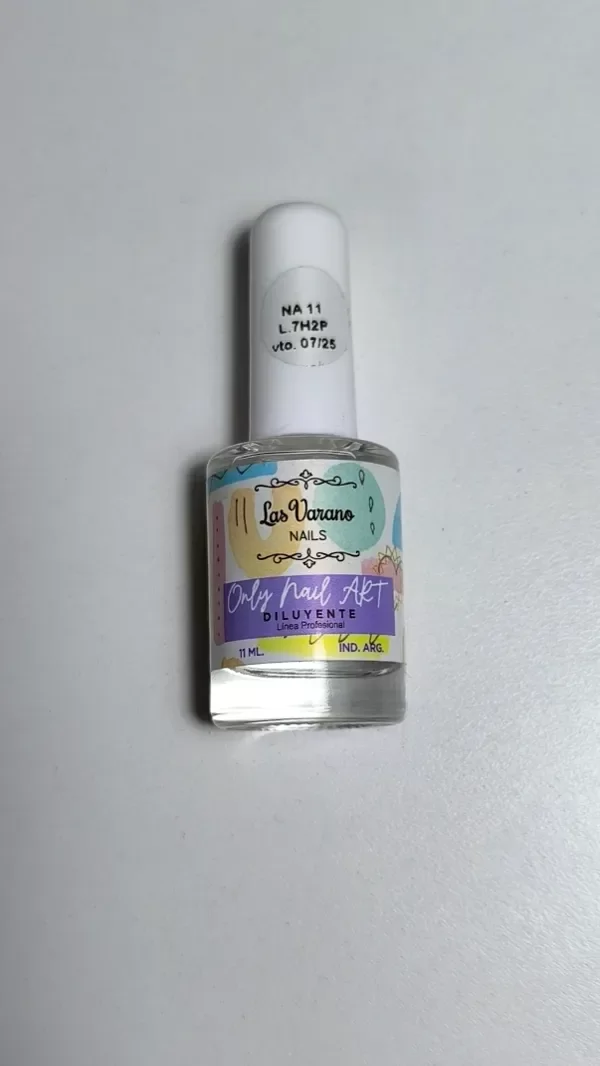 NA 11
L.7H2P
vto. 07/25
Las Varano
NAILS
Only Nail ART
DILUYENTE
Línea Profesional
11 ML. IND. ARG.